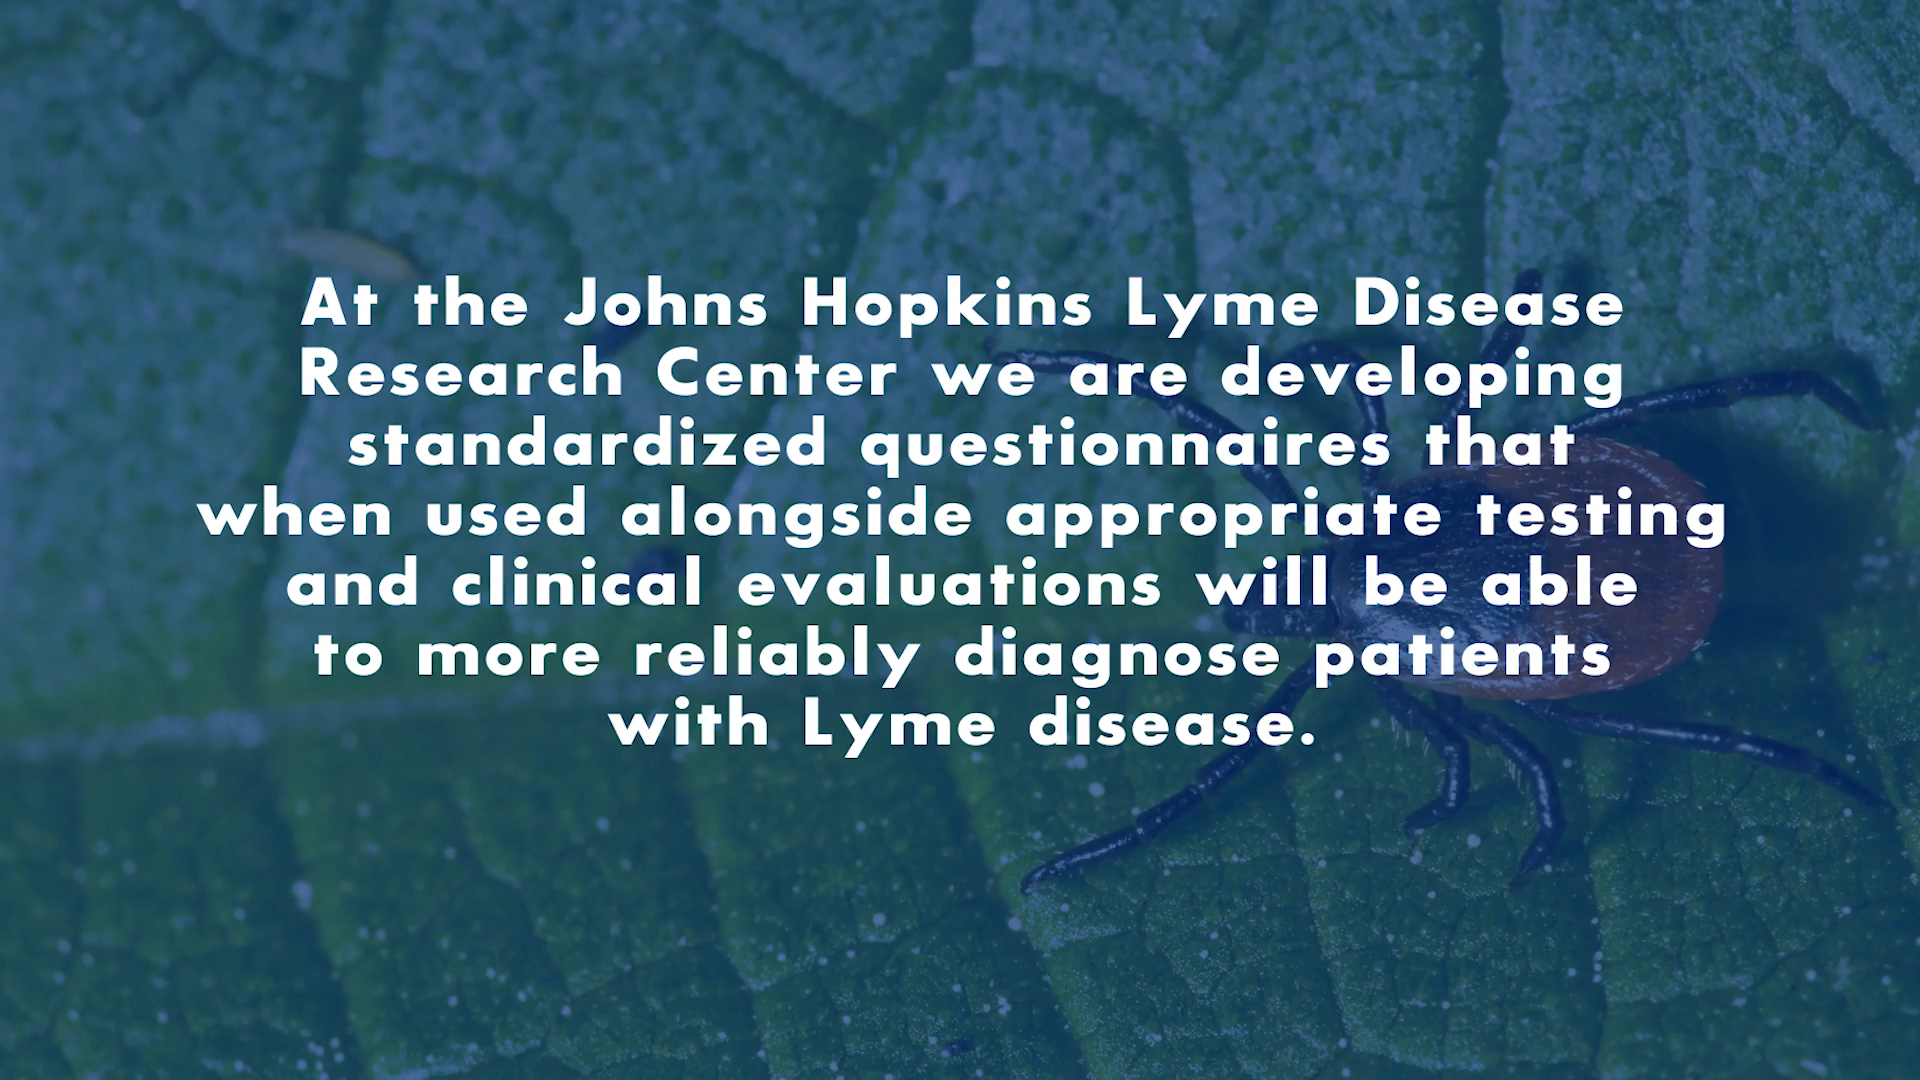 At the Johns Hopkins Lyme Disease
Research Center we are developing
standardized questionnaires that
when used alongside appropriate testing
and clinical evaluations will be able
to more reliably diagnose patients
with Lyme disease.